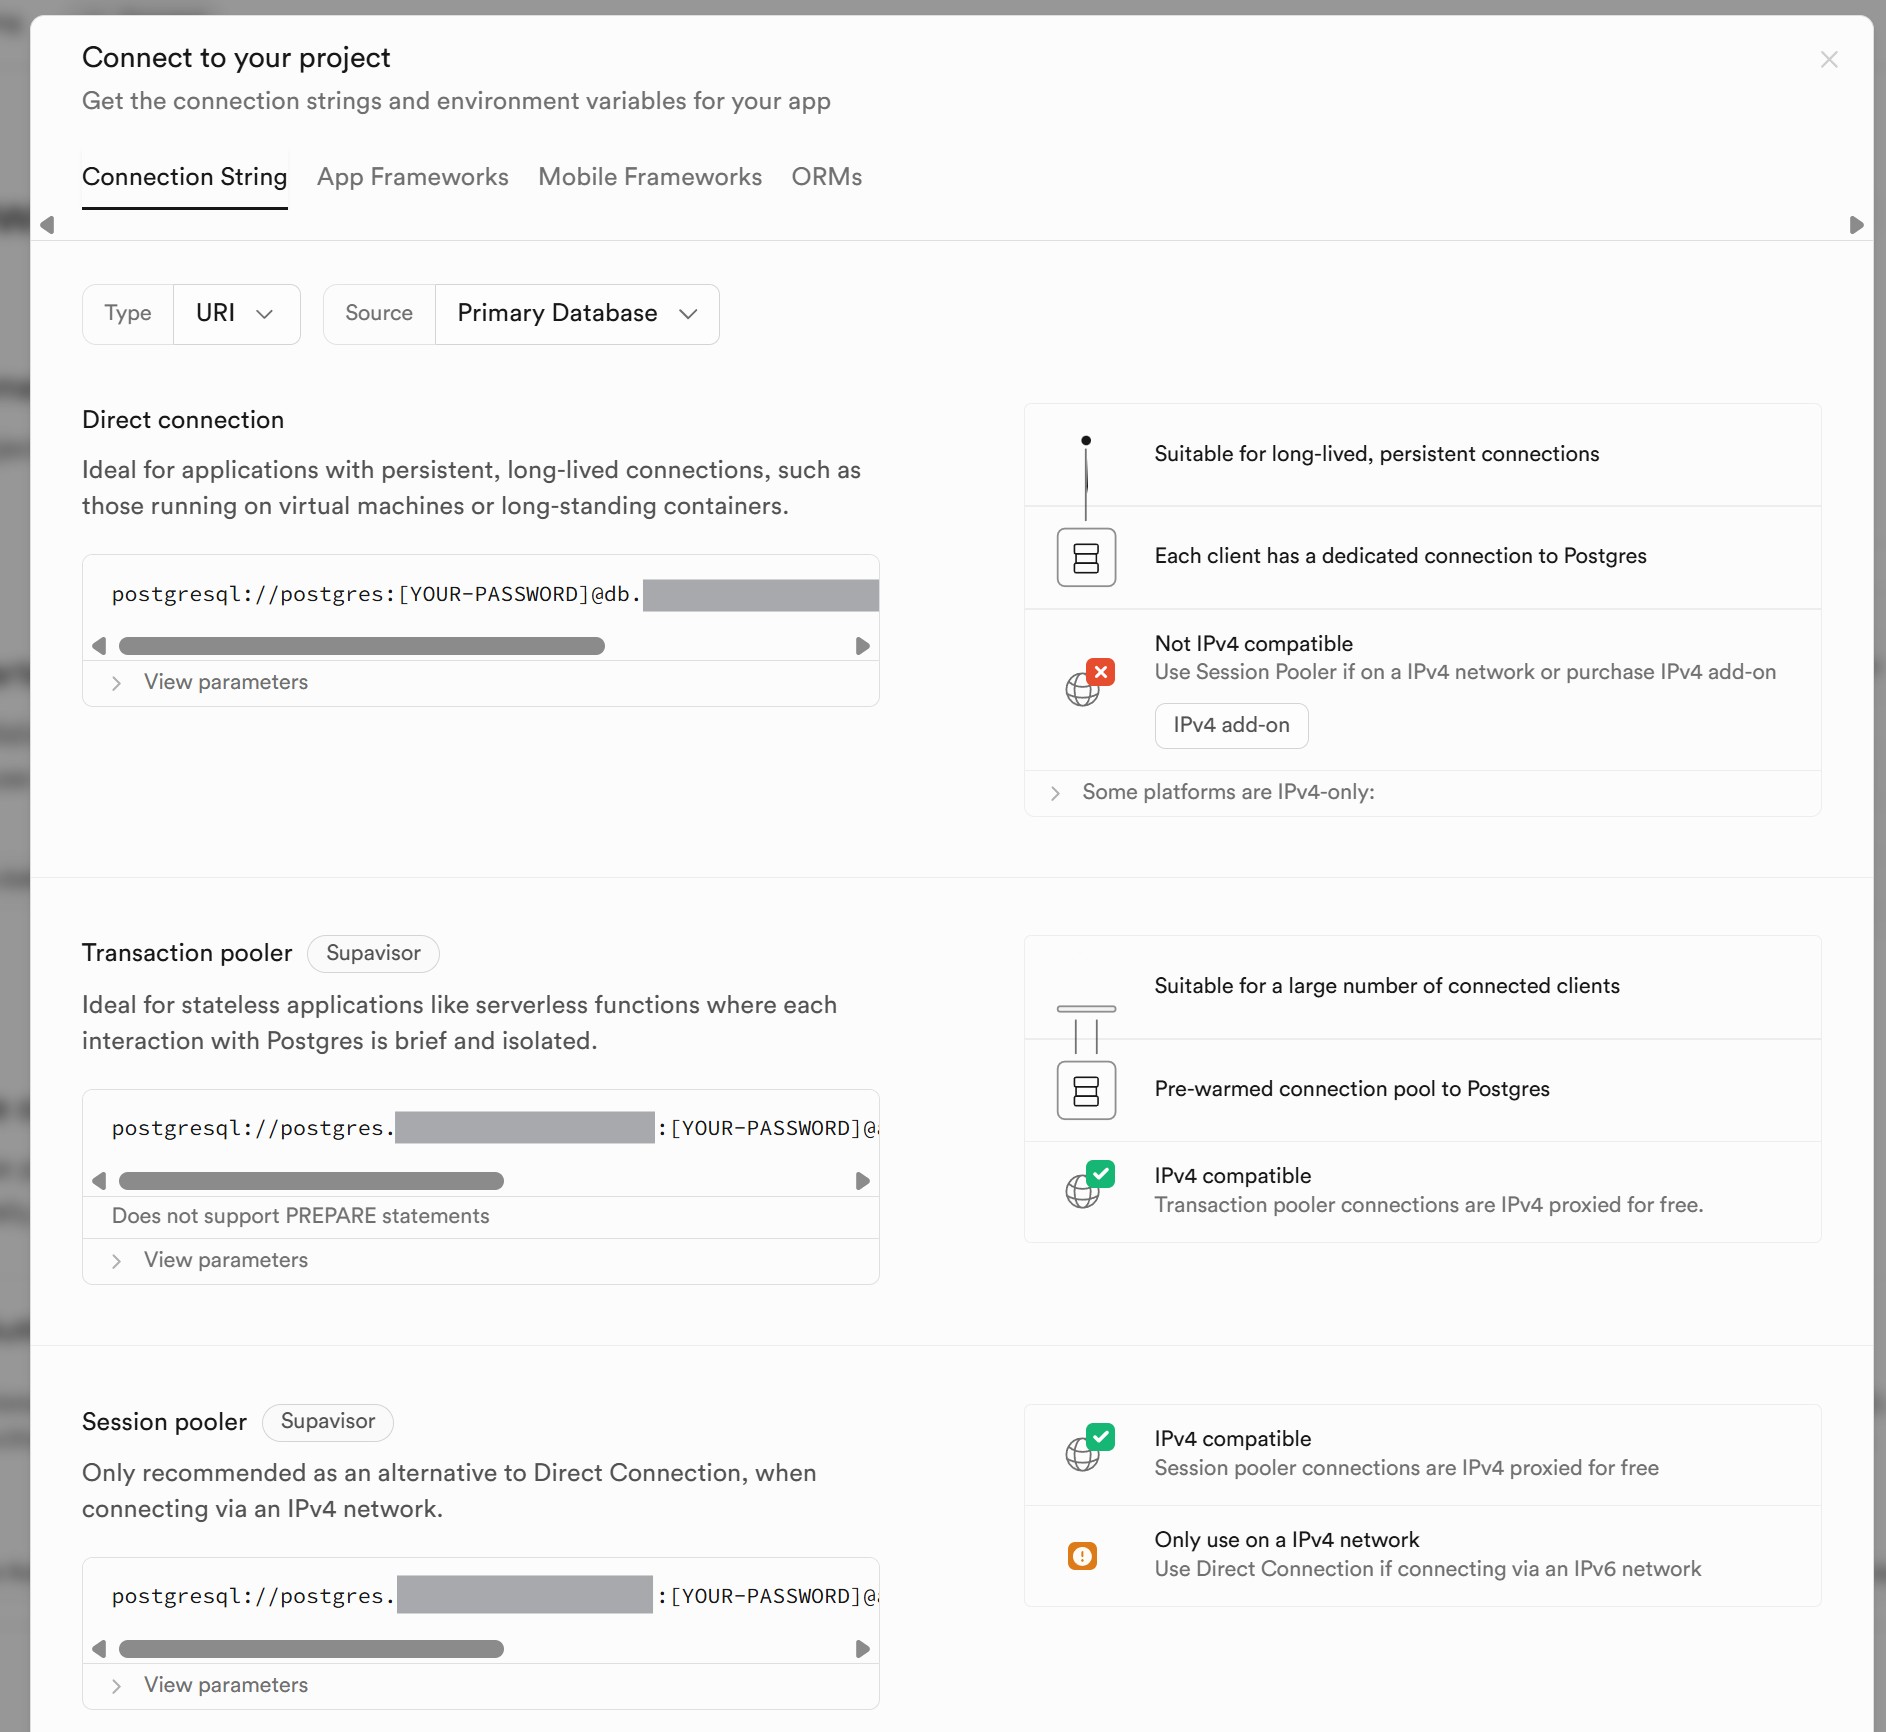 Connect to your project
Get the connection strings and environment variables for your app
Connection String App Frameworks Mobile Frameworks ORMs
Type URI Source Primary Database
Direct connection
Ideal for applications with persistent, long-lived connections, such as
those running on virtual machines or long-standing containers.
postgresql://postgres:[YOUR-PASSWORD]@db.
View parameters
Suitable for long-lived, persistent connections
Each client has a dedicated connection to Postgres
Not IPv4 compatible
Use Session Pooler if on a IPv4 network or purchase IPv4 add-on
IPv4 add-on
Some platforms are IPv4-only:
Transaction pooler Supavisor
Ideal for stateless applications like serverless functions where each
interaction with Postgres is brief and isolated.
postgresql://postgres. :[YOUR-PASSWORD]@
Does not support PREPARE statements
View parameters
Suitable for a large number of connected clients
Pre-warmed connection pool to Postgres
IPv4 compatible
Transaction pooler connections are IPv4 proxied for free.
Session pooler Supavisor
Only recommended as an alternative to Direct Connection, when
connecting via an IPv4 network.
postgresql://postgres. :[YOUR-PASSWORD]@
View parameters
IPv4 compatible
Session pooler connections are IPv4 proxied for free
Only use on a IPv4 network
Use Direct Connection if connecting via an IPv6 network